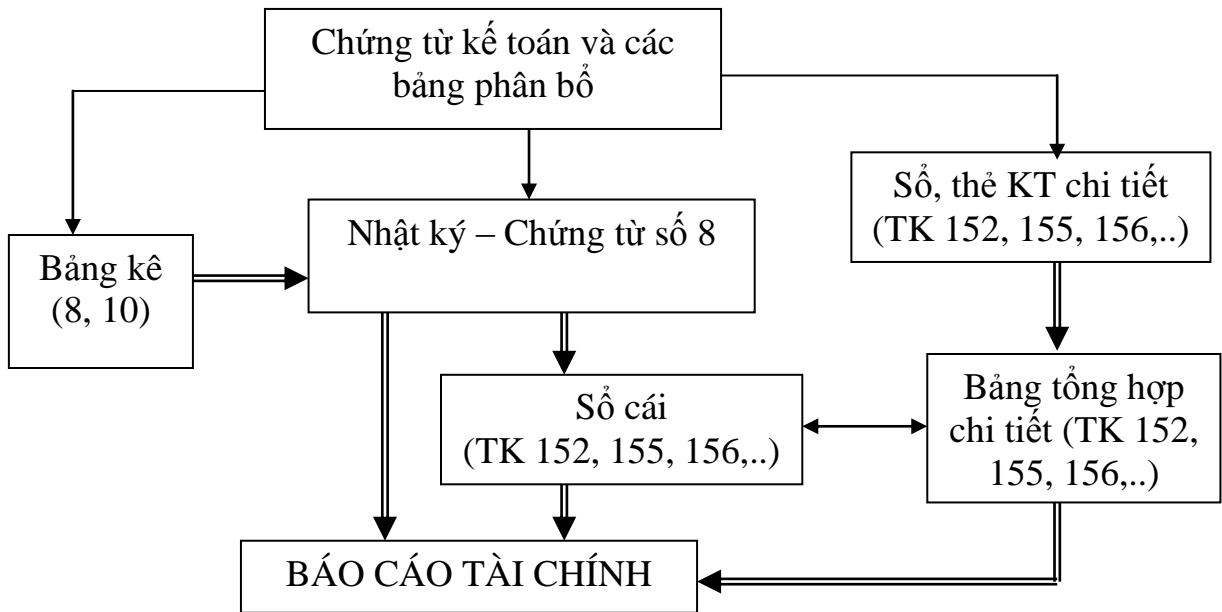 Chứng từ kế toán và các
bảng phân bổ
Sổ, thẻ KT chi tiết
(TK 152, 155, 156,..)
Nhật ký – Chứng từ số 8
Bảng kê
(8, 10)
Sổ cái
(TK 152, 155, 156,..)
Bảng tổng hợp
chi tiết (TK 152,
155, 156,..)
BÁO CÁO TÀI CHÍNH